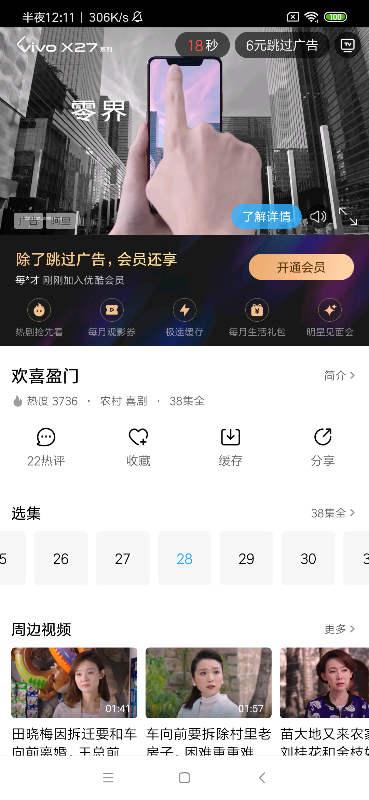 半夜12:11 | 306K/s
100
vivo X27 系列
18秒
6元跳过广告
TV
零界
广告
了解详情
除了跳过广告，会员还享
每*才 刚刚加入优酷会员
开通会员
热剧抢先看
每月观影券
极速缓存
每月生活礼包
明星见面会
欢喜盈门
简介
热度 3736 · 农村 喜剧 · 38集全
22热评
收藏
缓存
分享
选集
38集全
5
26
27
28
29
30
3
周边视频
更多
01:41
01:57
田晓梅因拆迁要和车
向前离婚，王总前
车向前要拆除村里老
房子，困难重重难
苗大地又来农家
刘桂花和金枝如